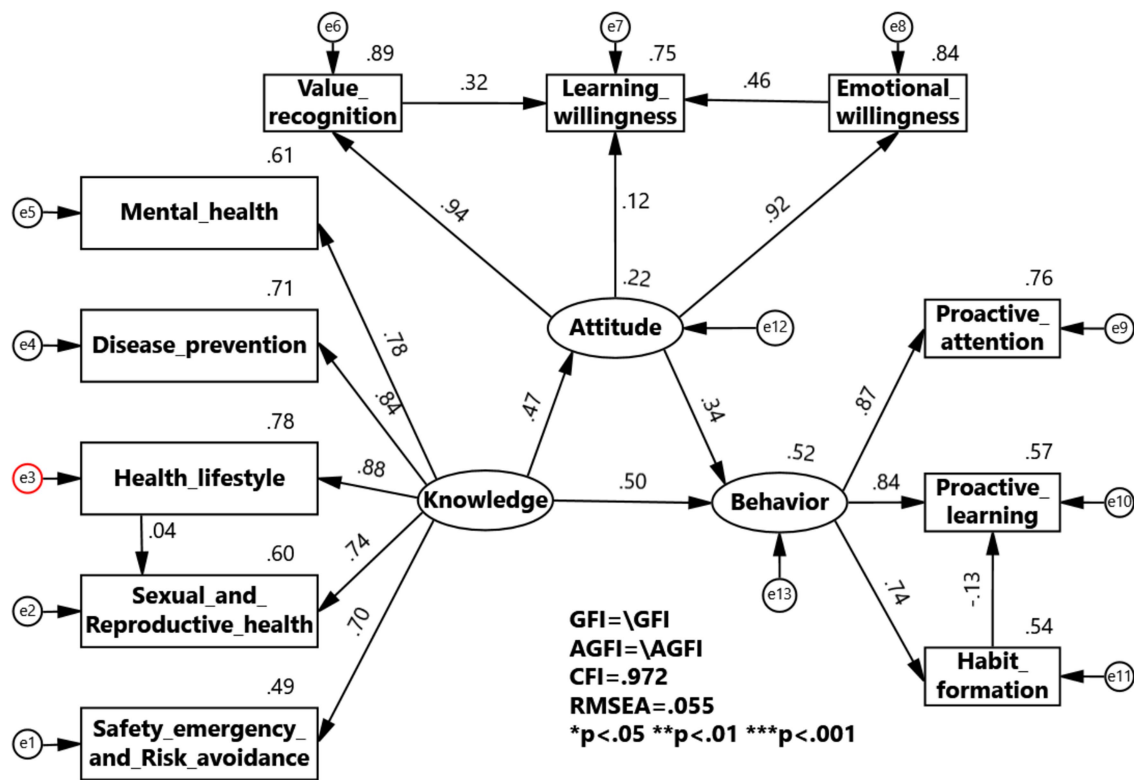 e6
e7
e8
.89
.75
.84
Value_
recognition
.32
Learning_
willingness
.46
Emotional_
willingness
.61
e5
Mental_health
.94
.12
.92
.71
.22
.76
e4
Disease_prevention
.78
Attitude
e12
Proactive_
attention
e9
.84
.47
.34
.87
.78
e3
Health_lifestyle
.88
Knowledge
.50
.52
Behavior
.84
.57
Proactive_
learning
e10
.04
.60
.74
e13
-.13
e2
Sexual_and_
Reproductive_health
.70
.74
.54
Habit_
formation
e11
.49
e1
Safety_emergency_
and_Risk_avoidance
GFI=\GFI
AGFI=\AGFI
CFI=.972
RMSEA=.055
*p<.05 **p<.01 ***p<.001